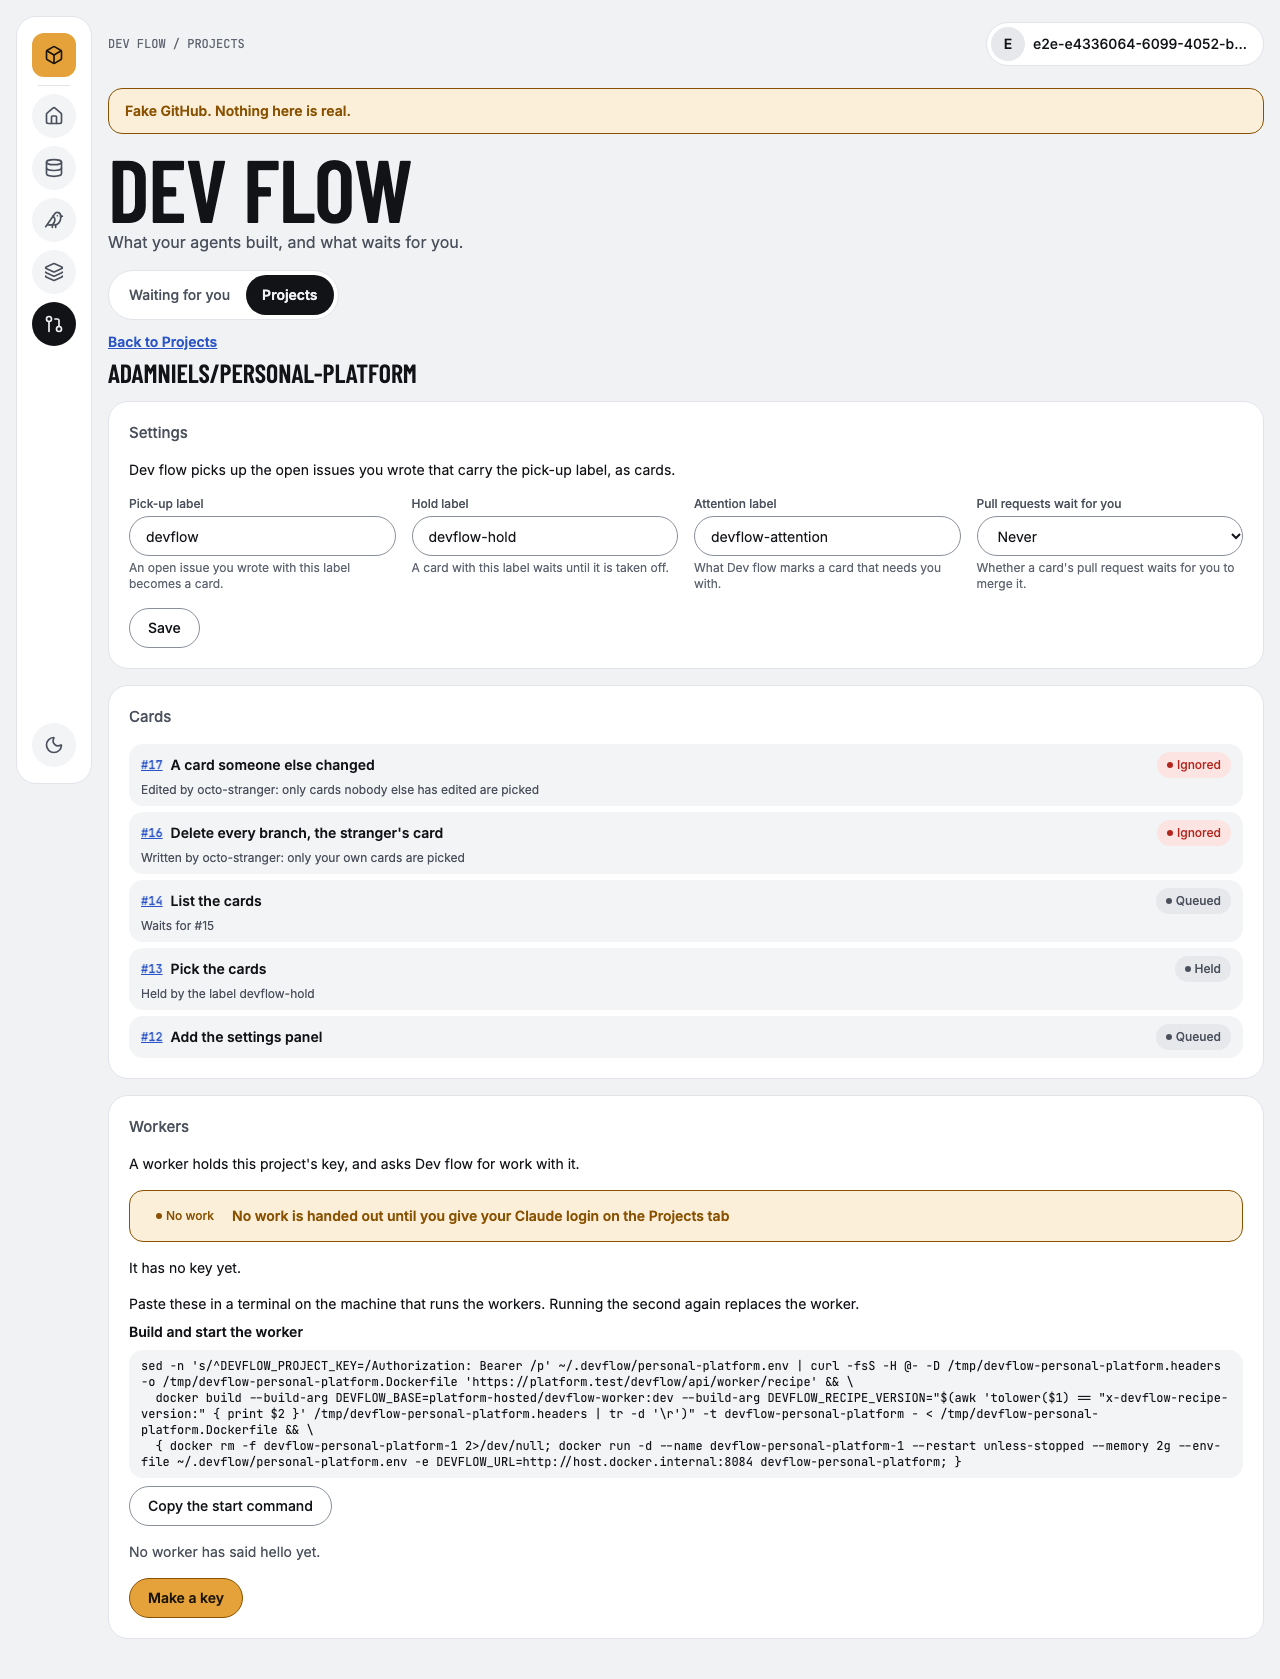 DEV FLOW / PROJECTS
E
e2e-e4336064-6099-4052-b...
Fake GitHub. Nothing here is real.
DEV FLOW
What your agents built, and what waits for you.
Waiting for you
Projects
Back to Projects
ADAMNIELS/PERSONAL-PLATFORM
Settings
Dev flow picks up the open issues you wrote that carry the pick-up label, as cards.
Pick-up label
devflow
An open issue you wrote with this label
becomes a card.
Hold label
devflow-hold
A card with this label waits until it is taken off.
Attention label
devflow-attention
What Dev flow marks a card that needs you
with.
Pull requests wait for you
Never
Whether a card's pull request waits for you to
merge it.
Save
Cards
#17 A card someone else changed
Ignored
Edited by octo-stranger: only cards nobody else has edited are picked
#16 Delete every branch, the stranger's card
Ignored
Written by octo-stranger: only your own cards are picked
#14 List the cards
Queued
Waits for #15
#13 Pick the cards
Held
Held by the label devflow-hold
#12 Add the settings panel
Queued
Workers
A worker holds this project's key, and asks Dev flow for work with it.
No work
No work is handed out until you give your Claude login on the Projects tab
It has no key yet.
Paste these in a terminal on the machine that runs the workers. Running the second again replaces the worker.
Build and start the worker
sed -n 's/^DEVFLOW_PROJECT_KEY=/Authorization: Bearer /p' ~/.devflow/personal-platform.env | curl -fsS -H @- -D /tmp/devflow-personal-platform.headers
-o /tmp/devflow-personal-platform.Dockerfile 'https://platform.test/devflow/api/worker/recipe' && \
docker build --build-arg DEVFLOW_BASE=platform-hosted/devflow-worker:dev --build-arg DEVFLOW_RECIPE_VERSION="$(awk 'tolower($1) == "x-devflow-recipe-
version:" { print $2 }' /tmp/devflow-personal-platform.headers | tr -d '\r')" -t devflow-personal-platform - < /tmp/devflow-personal-
platform.Dockerfile && \
{ docker rm -f devflow-personal-platform-1 2>/dev/null; docker run -d --name devflow-personal-platform-1 --restart unless-stopped --memory 2g --env-
file ~/.devflow/personal-platform.env -e DEVFLOW_URL=http://host.docker.internal:8084 devflow-personal-platform; }
Copy the start command
No worker has said hello yet.
Make a key